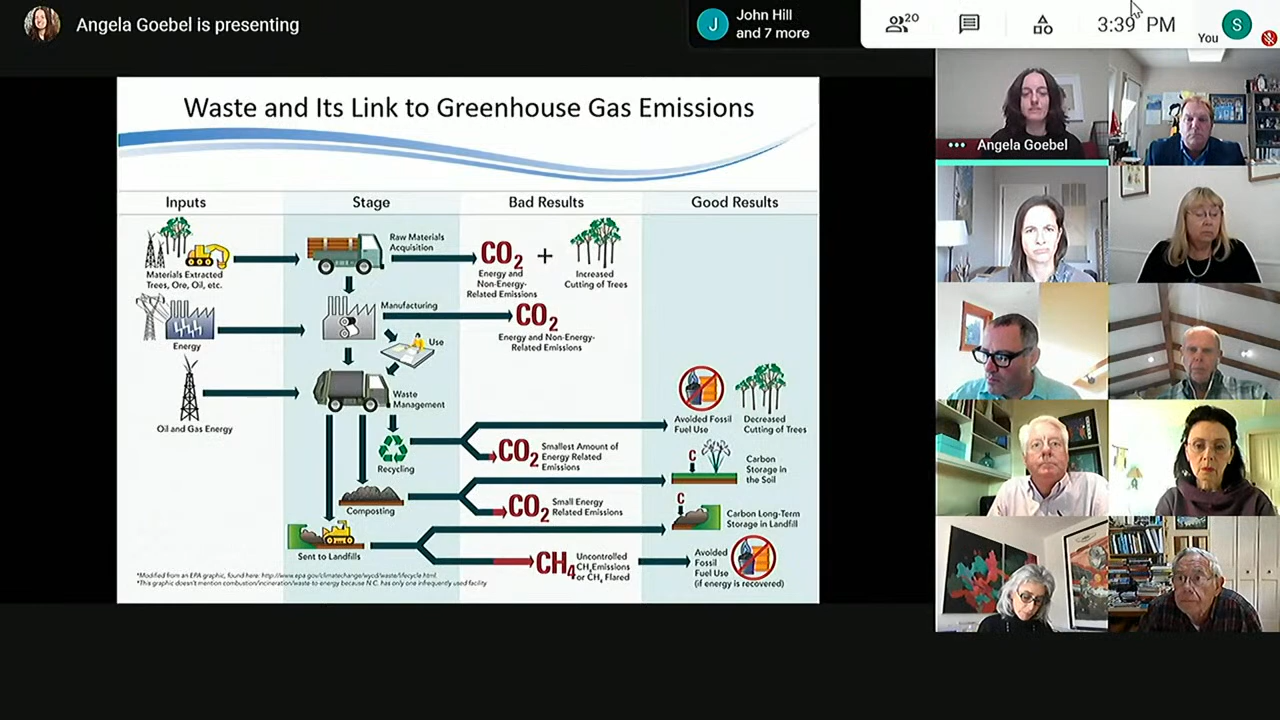 Angela Goebel is presenting
J
John Hill
and 7 more
20
3:39 PM
You
S
Angela Goebel
Waste and Its Link to Greenhouse Gas Emissions
Inputs
Stage
Bad Results
Good Results
Materials Extracted
Trees, Ore, Oil, etc.
Raw Materials
Acquisition
CO2
+
Energy and
Non-Energy-
Related Emissions
Increased
Cutting of Trees
Energy
Manufacturing
CO2
Energy and Non-Energy-
Related Emissions
Use
Oil and Gas Energy
Waste
Management
Recycling
CO2
Smallest Amount of
Energy Related
Emissions
Avoided Fossil
Fuel Use
Decreased
Cutting of Trees
Composting
CO2
Small Energy
Related Emissions
C
Carbon
Storage in
the Soil
Sent to Landfills
C
Carbon Long-Term
Storage in Landfill
CH4
Uncontrolled
CH4 Emissions
or CH4 Flared
Avoided
Fossil
Fuel Use
(if energy is recovered)
*Modified from an EPA graphic, found here: http://www.epa.gov/climatechange/wycd/waste/lifecycle.html.
*This graphic doesn't mention combustion/incineration/waste to energy because N.C. has only one infrequently used facility